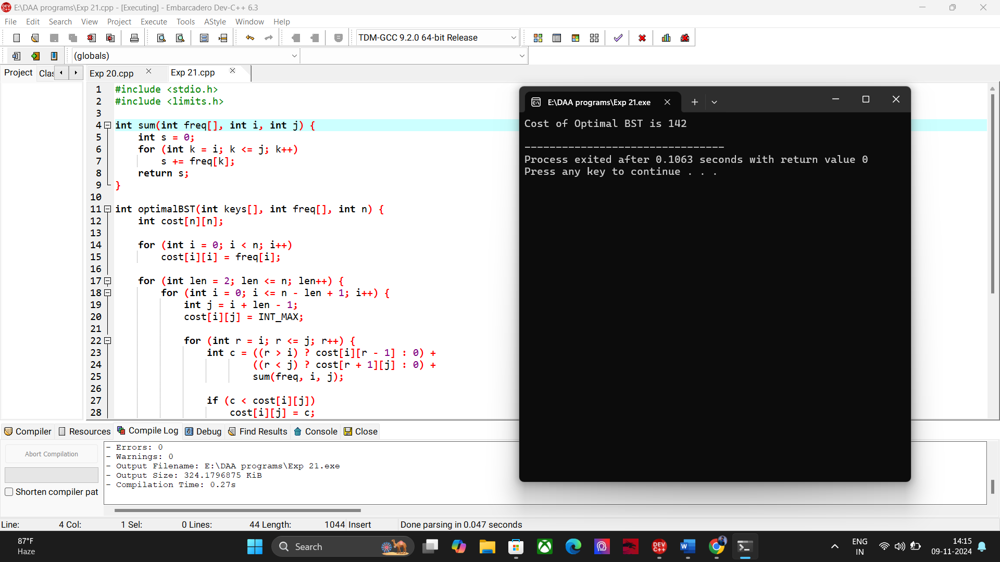 E:\DAA programs\Exp 21.cpp - [Executing] - Embarcadero Dev-C++ 6.3
File Edit Search View Project Execute Tools AStyle Window Help
TDM-GCC 9.2.0 64-bit Release
(globals)
Project Clas Exp 20.cpp Exp 21.cpp
1 #include <stdio.h>
2 #include <limits.h>
3
4 int sum(int freq[], int i, int j) {
5 int s = 0;
6 for (int k = i; k <= j; k++)
7 s += freq[k];
8 return s;
9 }
10
11 int optimalBST(int keys[], int freq[], int n) {
12 int cost[n][n];
13
14 for (int i = 0; i < n; i++)
15 cost[i][i] = freq[i];
16
17 for (int len = 2; len <= n; len++) {
18 for (int i = 0; i <= n - len + 1; i++) {
19 int j = i + len - 1;
20 cost[i][j] = INT_MAX;
21
22 for (int r = i; r <= j; r++) {
23 int c = ((r > i) ? cost[i][r - 1] : 0) +
24 ((r < j) ? cost[r + 1][j] : 0) +
25 sum(freq, i, j);
26
27 if (c < cost[i][j])
28 cost[i][j] = c;
E:\DAA programs\Exp 21.exe
Cost of Optimal BST is 142
--------------------------------
Process exited after 0.1063 seconds with return value 0
Press any key to continue . . .
Compiler Resources Compile Log Debug Find Results Console Close
Abort Compilation
Shorten compiler pat
- Errors: 0
- Warnings: 0
- Output Filename: E:\DAA programs\Exp 21.exe
- Output Size: 324.1796875 KiB
- Compilation Time: 0.27s
Line: 4 Col: 1 Sel: 0 Lines: 44 Length: 1044 Insert Done parsing in 0.047 seconds
87°F
Haze
Search
DEV
C++
ENG
IN
14:15
09-11-2024